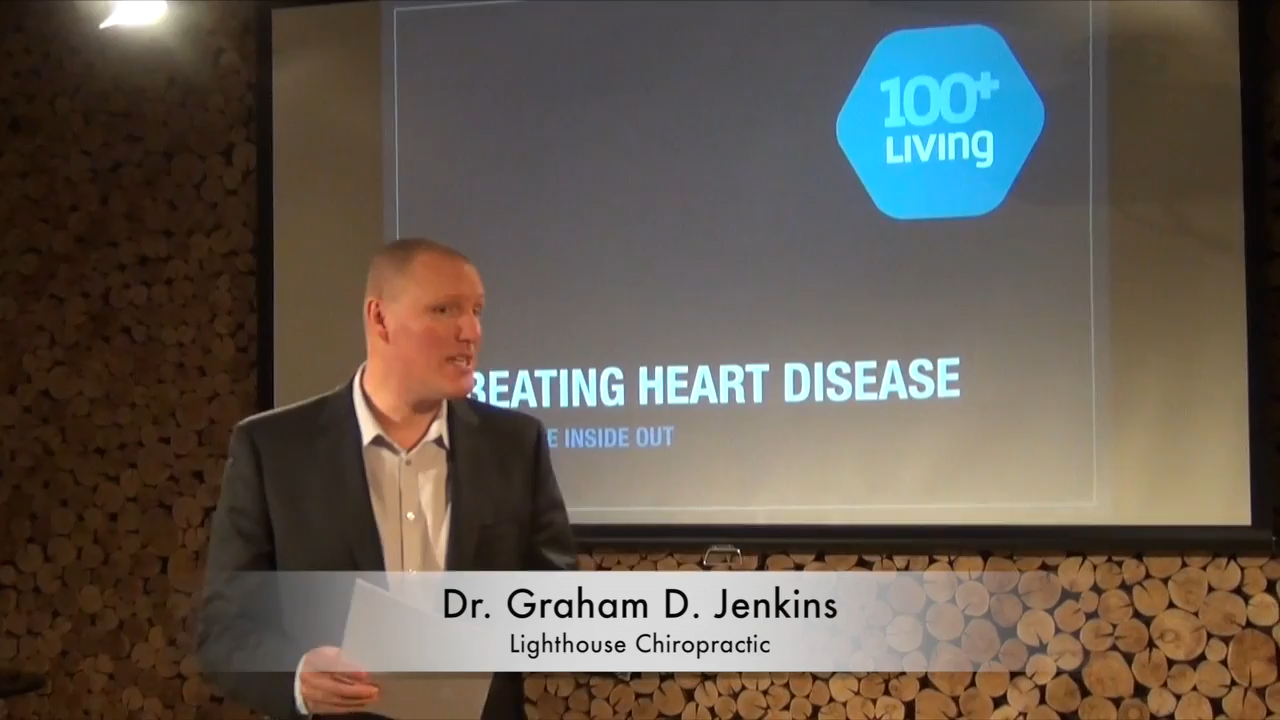 100+
LIVING
BEATING HEART DISEASE
INSIDE OUT
Dr. Graham D. Jenkins
Lighthouse Chiropractic